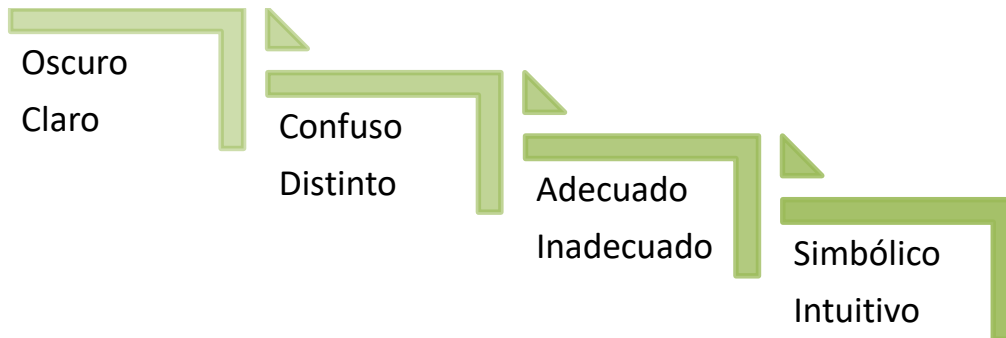 Oscuro
Claro
Confuso
Distinto
Adecuado
Inadecuado
Simbólico
Intuitivo